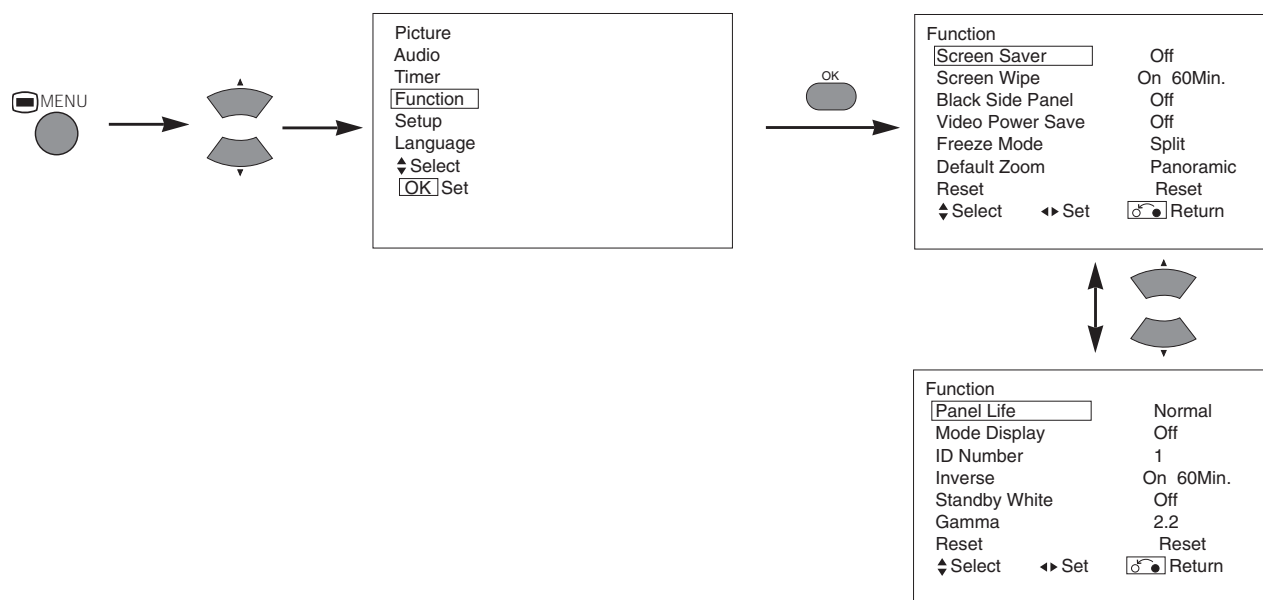 MENU
Picture
Audio
Timer
Function
Setup
Language
Select
OK Set
OK
Function
Screen Saver Off
Screen Wipe On 60Min.
Black Side Panel Off
Video Power Save Off
Freeze Mode Split
Default Zoom Panoramic
Reset Reset
Select Set Return
Function
Panel Life Normal
Mode Display Off
ID Number 1
Inverse On 60Min.
Standby White Off
Gamma 2.2
Reset Reset
Select Set Return